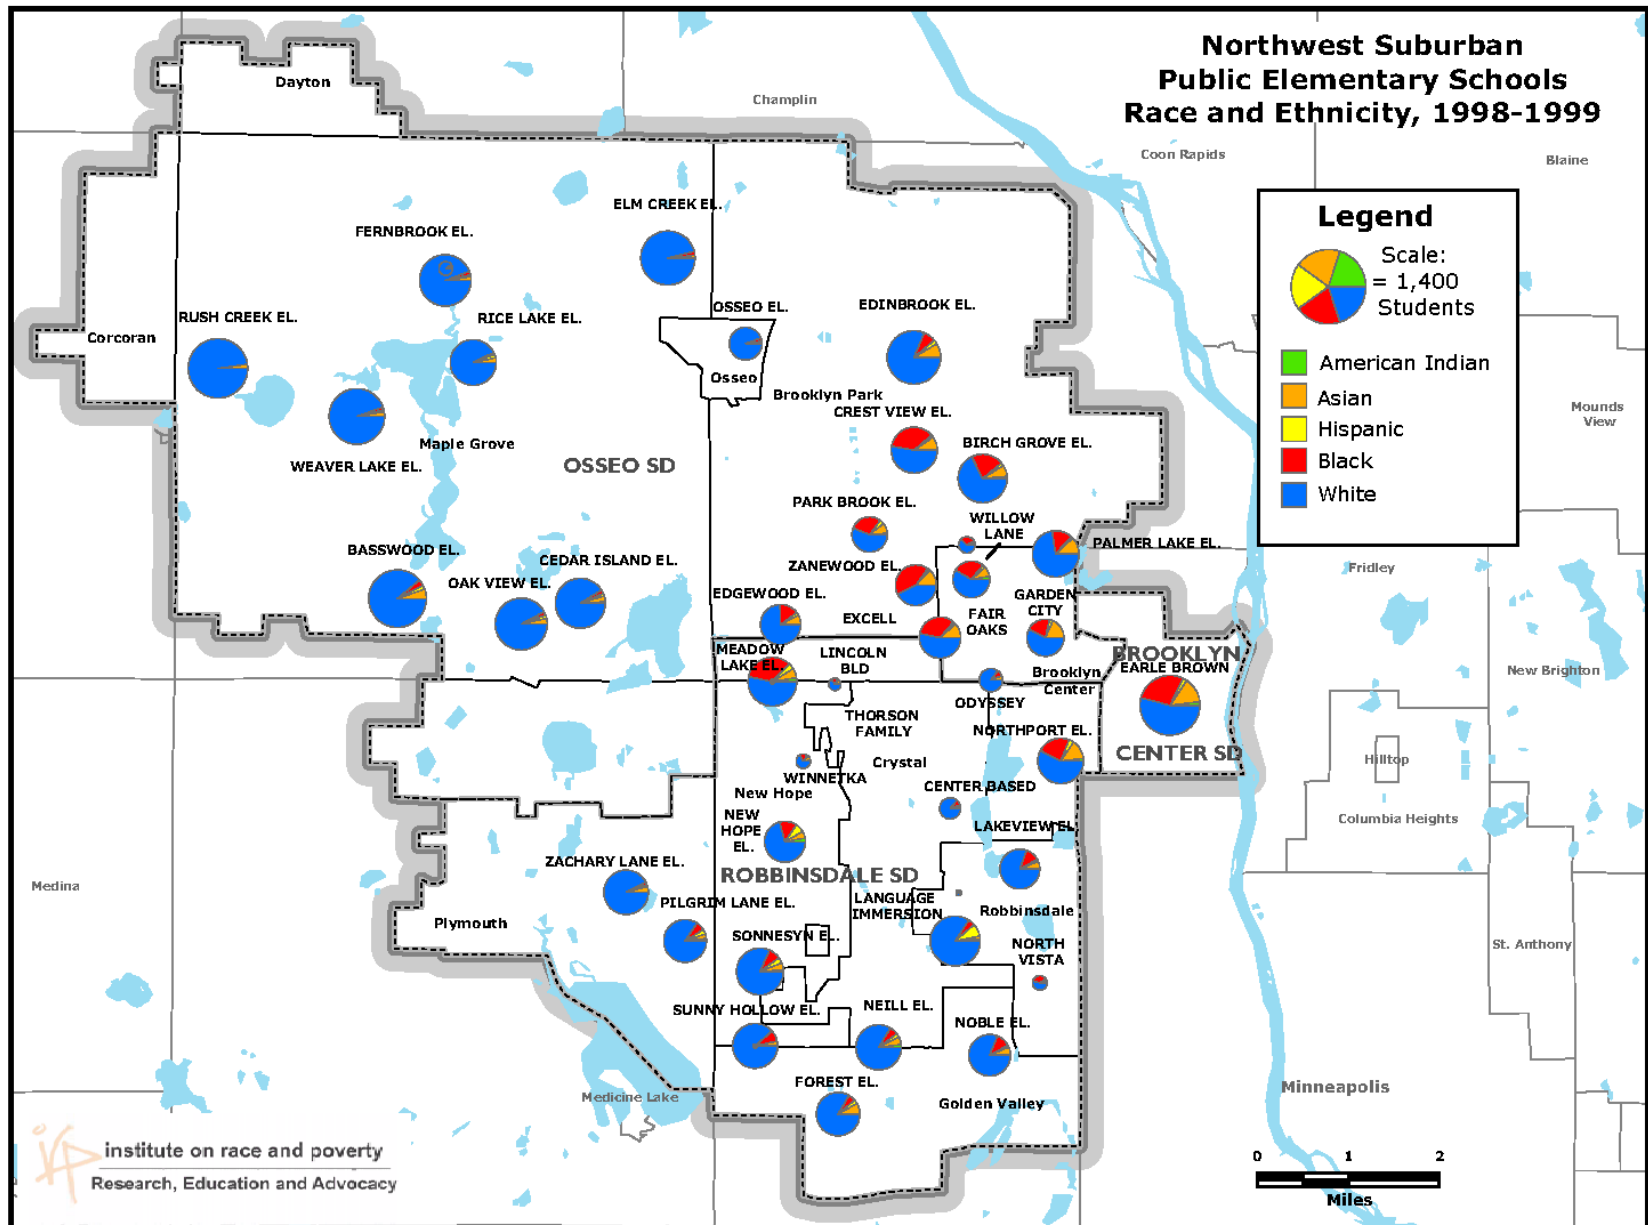 Northwest Suburban
Public Elementary Schools
Race and Ethnicity, 1998-1999
Dayton
Champlin
Coon Rapids
Blaine
Legend
Scale:
= 1,400
Students
American Indian
Asian
Hispanic
Black
White
ELM CREEK EL.
FERNBROOK EL.
RUSH CREEK EL.
RICE LAKE EL.
OSSEO EL.
EDINBROOK EL.
Corcoran
Osseo
Brooklyn Park
CREST VIEW EL.
Mounds
View
Maple Grove
BIRCH GROVE EL.
WEAVER LAKE EL.
OSSEO SD
PARK BROOK EL.
WILLOW
LANE
PALMER LAKE EL.
BASSWOOD EL.
CEDAR ISLAND EL.
ZANEWOOD EL.
Fridley
OAK VIEW EL.
EDGEWOOD EL.
GARDEN
CITY
EXCELL
FAIR
OAKS
MEADOW
LAKE EL.
LINCOLN
BLD
BROOKLYN
EARLE BROWN
CENTER SD
Brooklyn
Center
New Brighton
ODYSSEY
THORSON
FAMILY
NORTHPORT EL.
Crystal
Hilltop
WINNETKA
New Hope
CENTER BASED
NEW
HOPE
EL.
LAKEVIEW EL.
Columbia Heights
ZACHARY LANE EL.
ROBBINSDALE SD
Medina
PILGRIM LANE EL.
LANGUAGE
IMMERSION
Robbinsdale
Plymouth
SONNESYN EL.
NORTH
VISTA
St. Anthony
SUNNY HOLLOW EL.
NEILL EL.
NOBLE EL.
FOREST EL.
Minneapolis
Medicine Lake
Golden Valley
institute on race and poverty
Research, Education and Advocacy
0 1 2
Miles